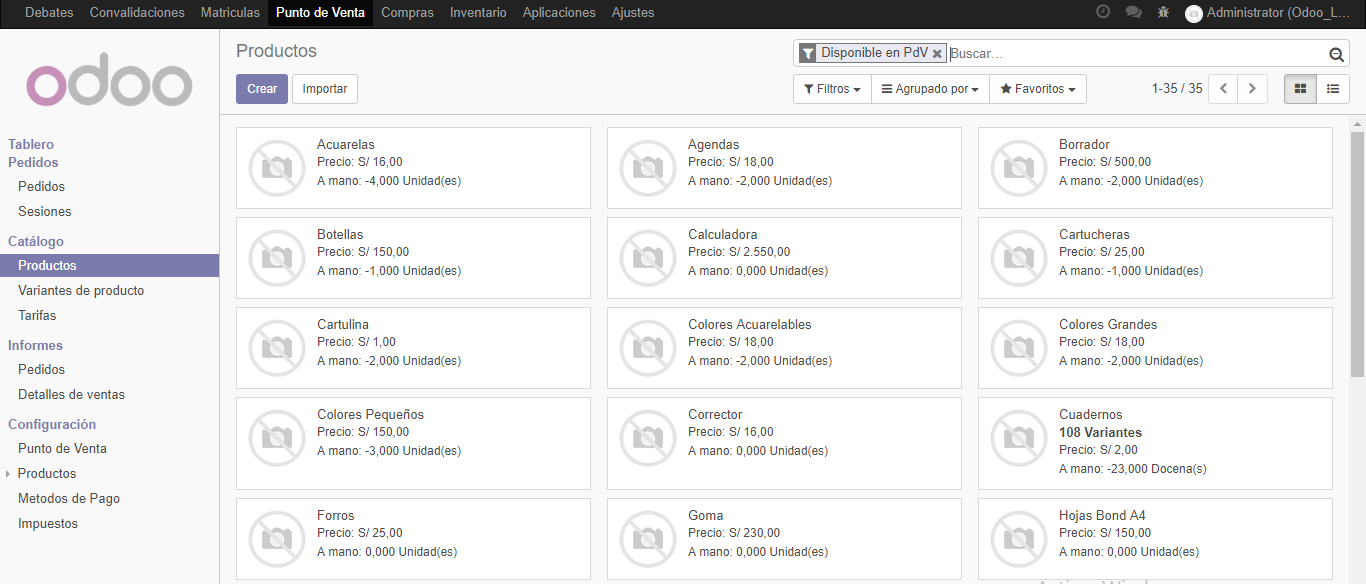 Debates Convalidaciones Matriculas Punto de Venta Compras Inventario Aplicaciones Ajustes Administrator (Odoo_L...
odoo
Tablero
Pedidos
Pedidos
Sesiones
Catálogo
Productos
Variantes de producto
Tarifas
Informes
Pedidos
Detalles de ventas
Configuración
Punto de Venta
Productos
Metodos de Pago
Impuestos
Productos
Disponible en PdV Buscar...
Crear Importar
Filtros Agrupado por Favoritos 1-35 / 35
Acuarelas
Precio: S/ 16,00
A mano: -4,000 Unidad(es)
Agendas
Precio: S/ 18,00
A mano: -2,000 Unidad(es)
Borrador
Precio: S/ 500,00
A mano: -2,000 Unidad(es)
Botellas
Precio: S/ 150,00
A mano: -1,000 Unidad(es)
Calculadora
Precio: S/ 2.550,00
A mano: 0,000 Unidad(es)
Cartucheras
Precio: S/ 25,00
A mano: -1,000 Unidad(es)
Cartulina
Precio: S/ 1,00
A mano: -2,000 Unidad(es)
Colores Acuarelables
Precio: S/ 18,00
A mano: -2,000 Unidad(es)
Colores Grandes
Precio: S/ 18,00
A mano: -2,000 Unidad(es)
Colores Pequeños
Precio: S/ 150,00
A mano: -3,000 Unidad(es)
Corrector
Precio: S/ 16,00
A mano: 0,000 Unidad(es)
Cuadernos
108 Variantes
Precio: S/ 2,00
A mano: -23,000 Docena(s)
Forros
Precio: S/ 25,00
A mano: 0,000 Unidad(es)
Goma
Precio: S/ 230,00
A mano: 0,000 Unidad(es)
Hojas Bond A4
Precio: S/ 150,00
A mano: 0,000 Unidad(es)